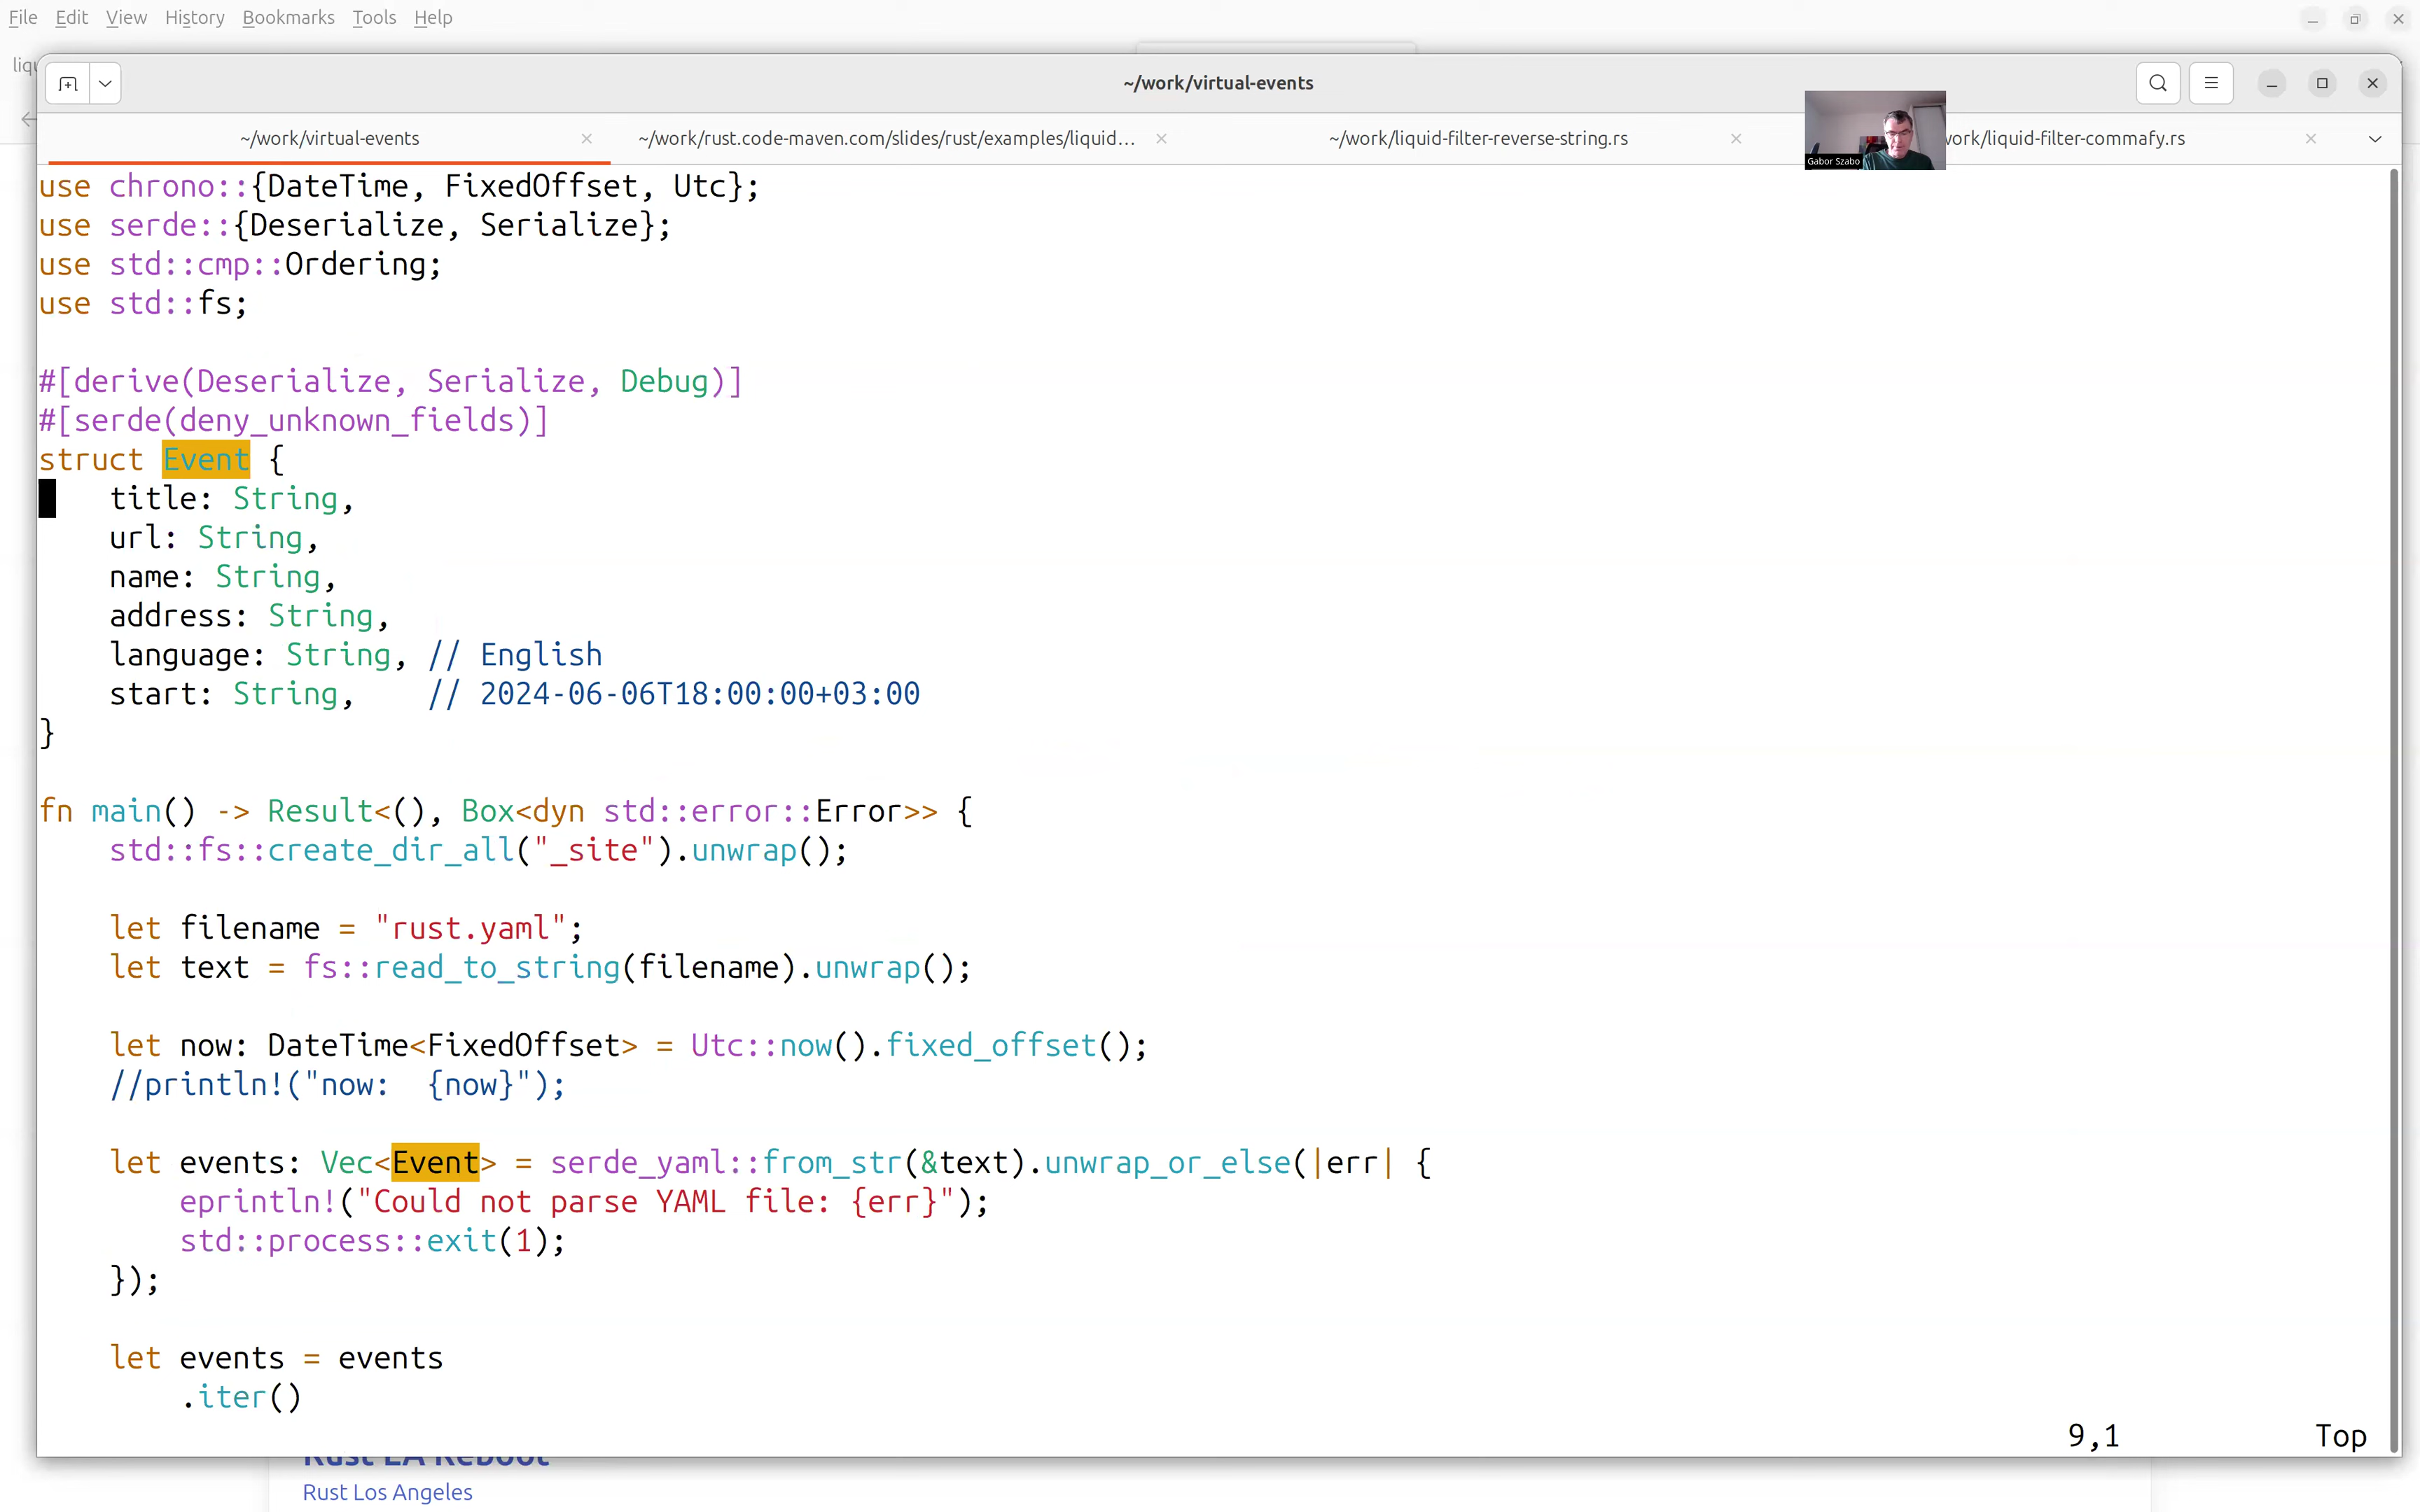 File Edit View History Bookmarks Tools Help
~/work/virtual-events
~/work/virtual-events ~/work/rust.code-maven.com/slides/rust/examples/liquid... ~/work/liquid-filter-reverse-string.rs work/liquid-filter-commafy.rs
Gabor Szabo
use chrono::{DateTime, FixedOffset, Utc};
use serde::{Deserialize, Serialize};
use std::cmp::Ordering;
use std::fs;
#[derive(Deserialize, Serialize, Debug)]
#[serde(deny_unknown_fields)]
struct Event {
    title: String,
    url: String,
    name: String,
    address: String,
    language: String, // English
    start: String,    // 2024-06-06T18:00:00+03:00
}
fn main() -> Result<(), Box<dyn std::error::Error>> {
    std::fs::create_dir_all("_site").unwrap();
    let filename = "rust.yaml";
    let text = fs::read_to_string(filename).unwrap();
    let now: DateTime<FixedOffset> = Utc::now().fixed_offset();
    //println!("now:  {now}");
    let events: Vec<Event> = serde_yaml::from_str(&text).unwrap_or_else(|err| {
        eprintln!("Could not parse YAML file: {err}");
        std::process::exit(1);
    });
    let events = events
        .iter()
9,1 Top
Rust LA Reboot
Rust Los Angeles